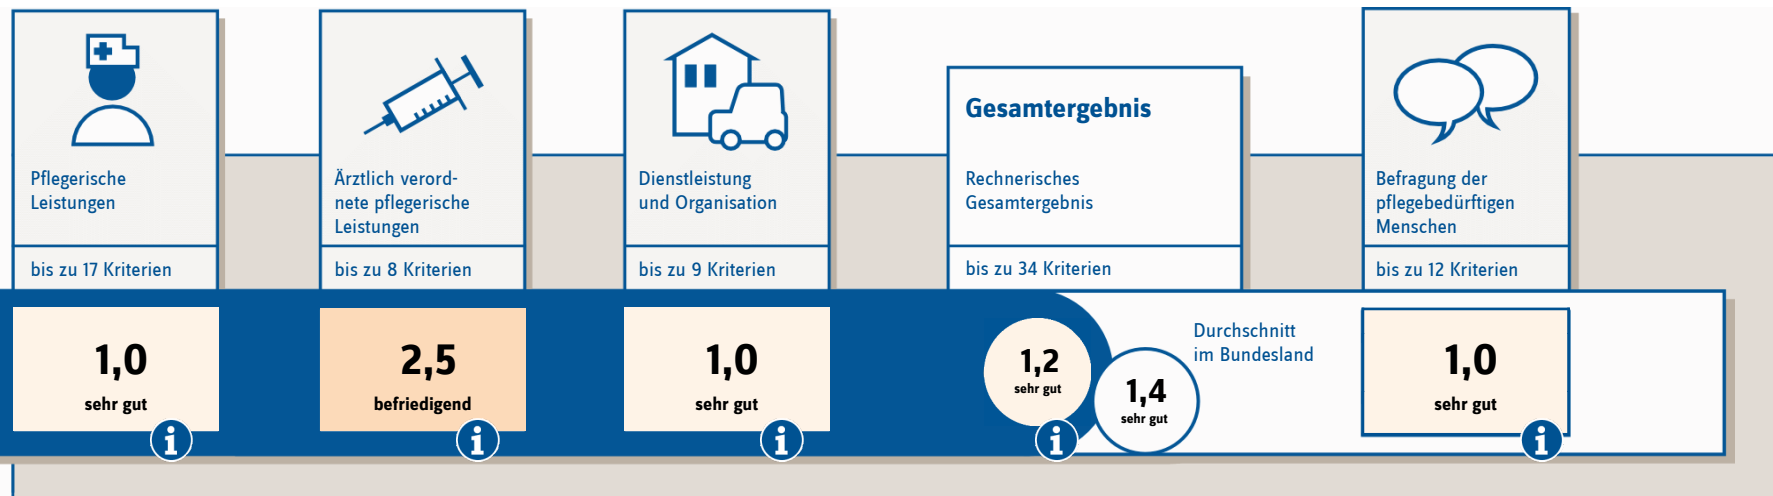 Pflegerische
Leistungen
bis zu 17 Kriterien
1,0
sehr gut
i
Ärztlich verord-
nete pflegerische
Leistungen
bis zu 8 Kriterien
2,5
befriedigend
i
Dienstleistung
und Organisation
bis zu 9 Kriterien
1,0
sehr gut
i
Gesamtergebnis
Rechnerisches
Gesamtergebnis
bis zu 34 Kriterien
1,2
sehr gut
i
1,4
sehr gut
Durchschnitt
im Bundesland
Befragung der
pflegebedürftigen
Menschen
bis zu 12 Kriterien
1,0
sehr gut
i